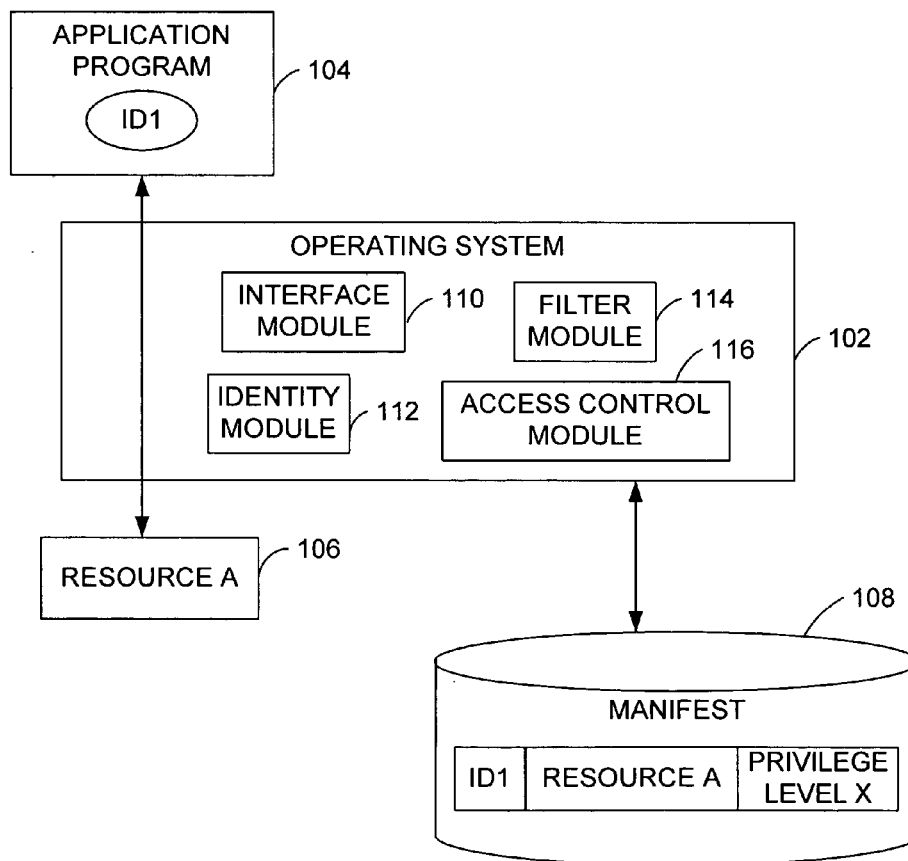 APPLICATION
PROGRAM
104
ID1
OPERATING SYSTEM
INTERFACE
MODULE
110
FILTER
MODULE
114
102
116
IDENTITY
MODULE
112
ACCESS CONTROL
MODULE
106
RESOURCE A
108
MANIFEST
ID1
RESOURCE A
PRIVILEGE
LEVEL X